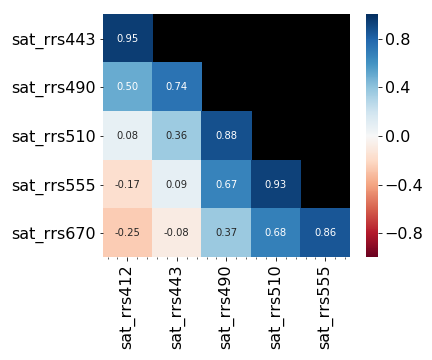 sat_rrs443 0.95 0.8
sat_rrs490 0.50 0.74 0.4
sat_rrs510 0.08 0.36 0.88 0.0
sat_rrs555 -0.17 0.09 0.67 0.93 −0.4
sat_rrs670 -0.25 -0.08 0.37 0.68 0.86 −0.8
sat_rrs412
sat_rrs443
sat_rrs490
sat_rrs510
sat_rrs555